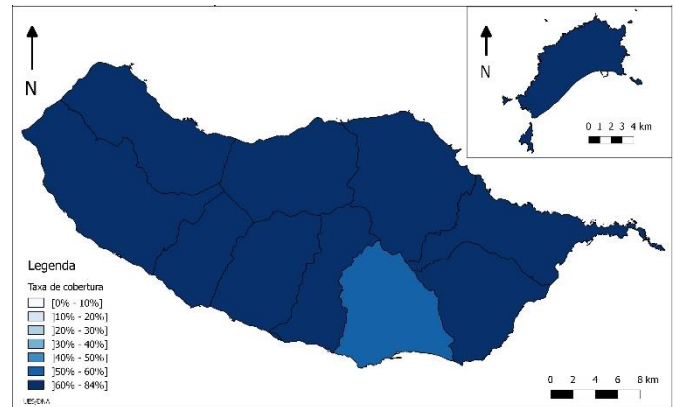 N
N
0 1 2 3 4 km
Legenda
Taxa de cobertura
[0% - 10%]
]10% - 20%]
]20% - 30%]
]30% - 40%]
]40% - 50%]
]50% - 60%]
]60% - 84%]
0 2 4 6 8 km